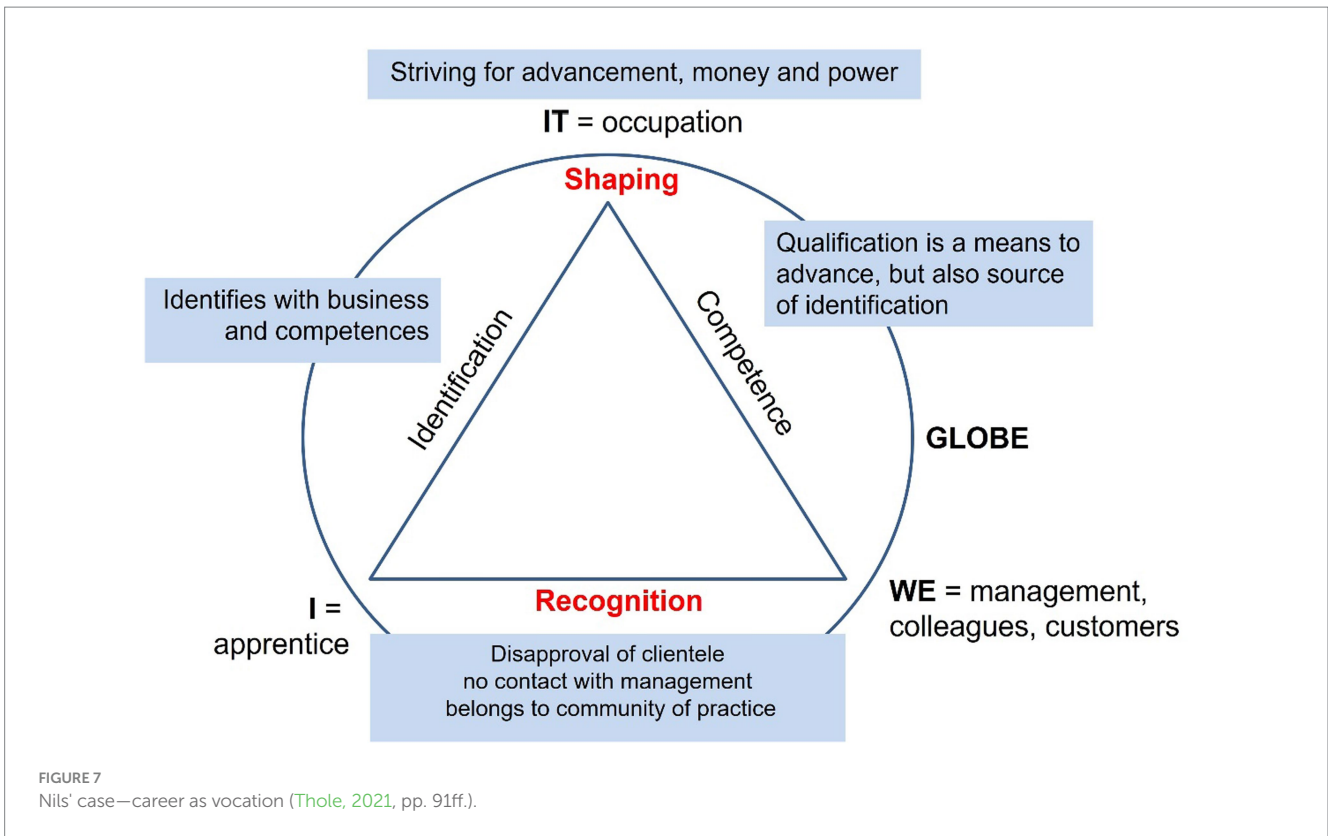 Striving for advancement, money and power
IT = occupation
Shaping
Qualification is a means to
advance, but also source
of identification
Identifies with business
and competences
Identification
Competence
GLOBE
I =
apprentice
Recognition
WE = management,
colleagues, customers
Disapproval of clientele
no contact with management
belongs to community of practice
FIGURE 7
Nils' case—career as vocation (Thole, 2021, pp. 91ff.).